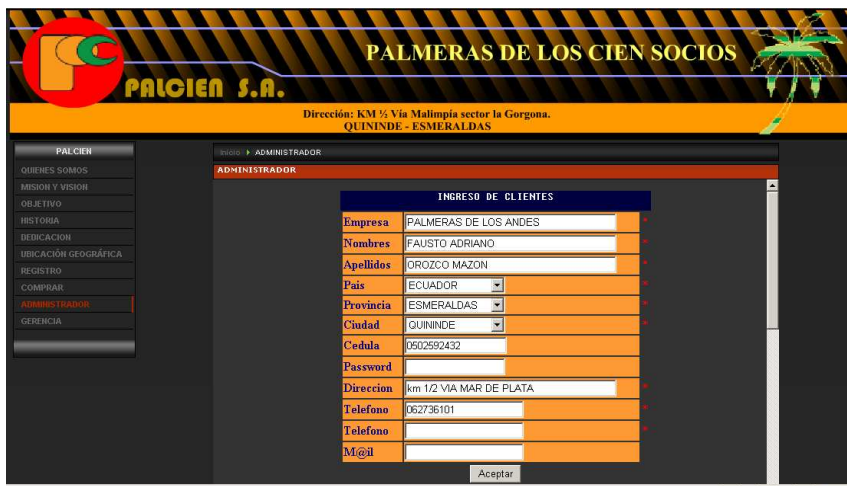 PALMERAS DE LOS CIEN SOCIOS
PALCIEN S.A.
Dirección: KM ½ Vía Malimpia sector la Gorgona.
QUININDE - ESMERALDAS
PALCIEN
QUIENES SOMOS
MISION Y VISION
OBJETIVO
HISTORIA
DEDICACION
UBICACIÓN GEOGRÁFICA
REGISTRO
COMPRAR
ADMINISTRADOR
GERENCIA
Inicio ADMINISTRADOR
ADMINISTRADOR
INGRESO DE CLIENTES
Empresa PALMERAS DE LOS ANDES *
Nombres FAUSTO ADRIANO *
Apellidos OROZCO MAZON *
Pais ECUADOR *
Provincia ESMERALDAS *
Ciudad QUININDE *
Cedula 0502592432
Password
Direccion km 1/2 VIA MAR DE PLATA *
Telefono 062736101 *
Telefono *
M@il
Aceptar